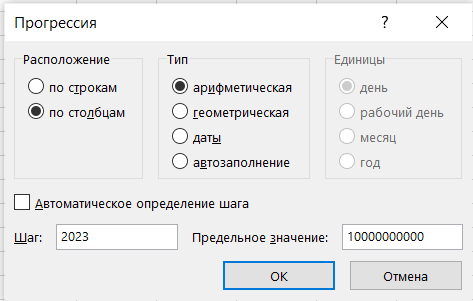 Прогрессия ?
Расположение Тип Единицы
по строкам арифметическая день
по столбцам геометрическая рабочий день
даты месяц
автозаполнение год
Автоматическое определение шага
Шаг: 2023 Предельное значение: 10000000000
ОК Отмена